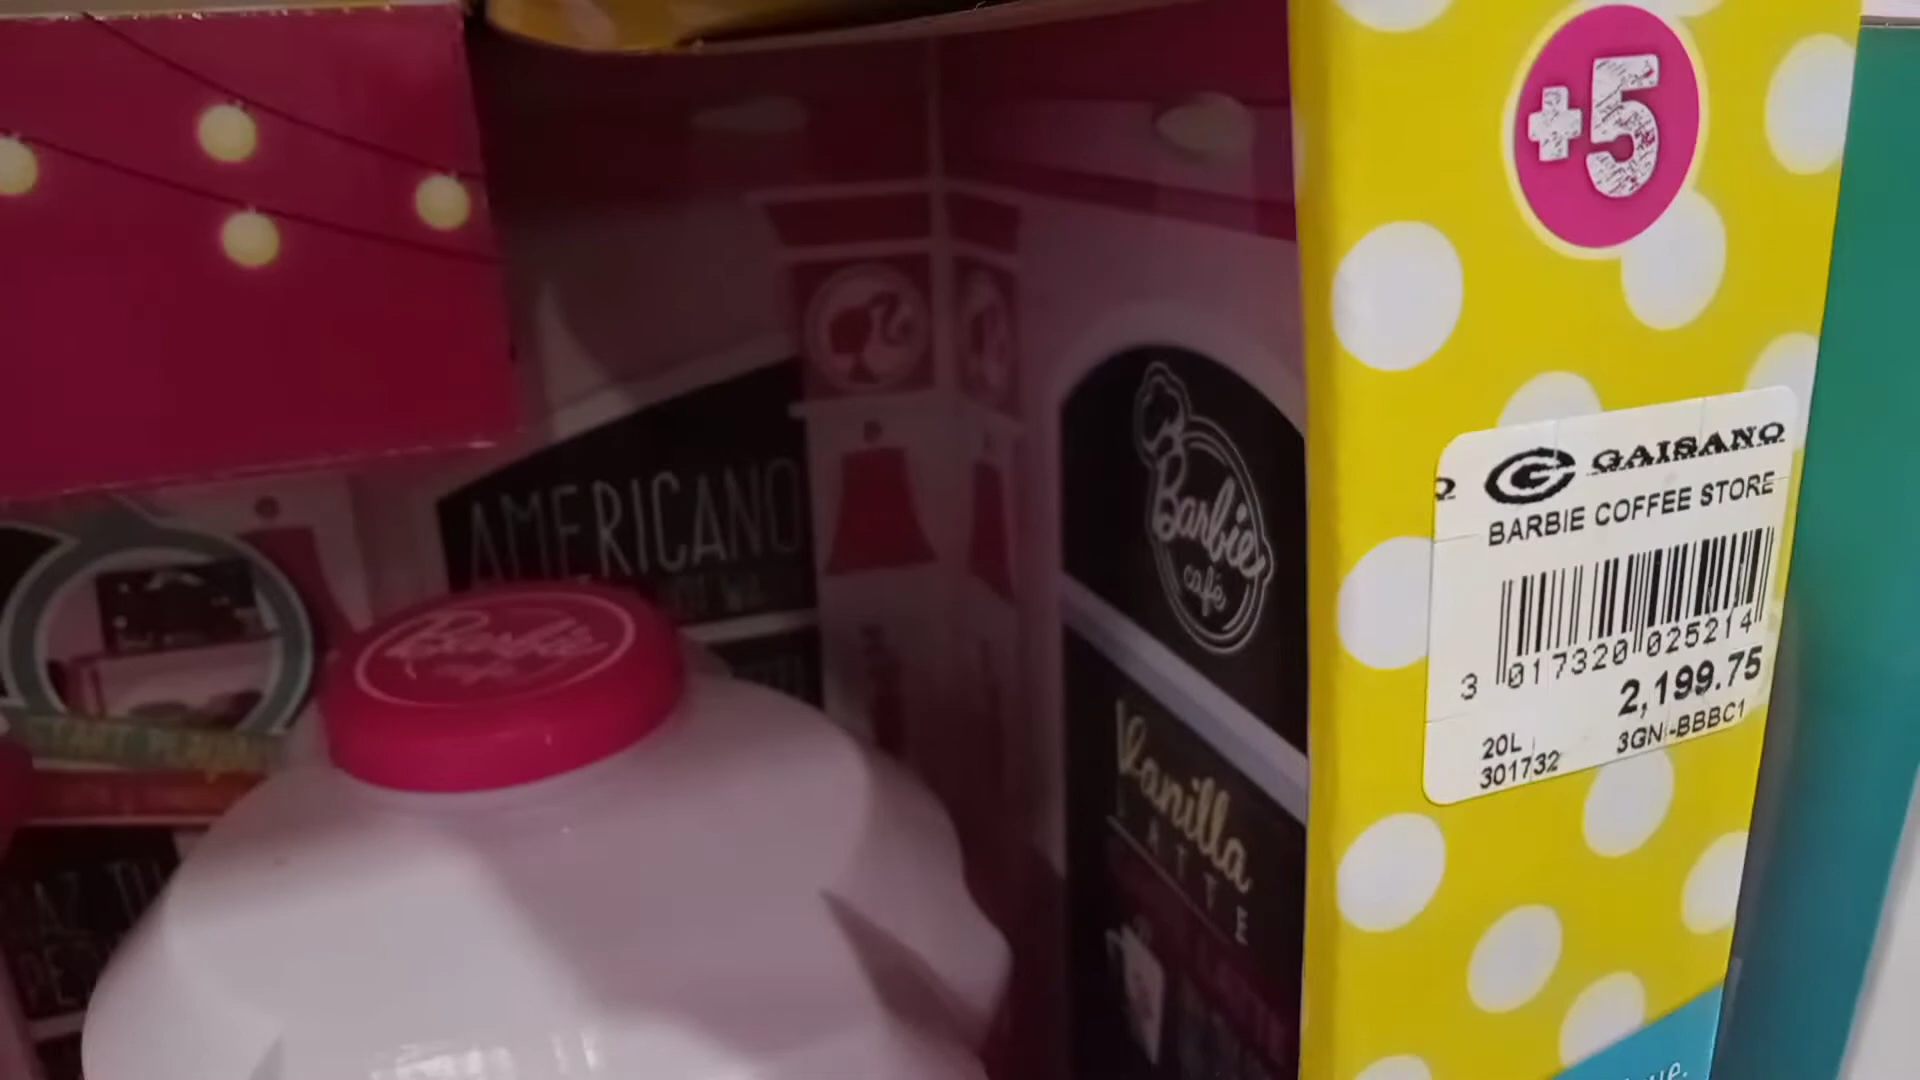 +5
AMERICANO
Barbie
café
Barbie
café
Vanilla
LATTE
GAISANO
BARBIE COFFEE STORE
3 017320 025214
2,199.75
20L
3GN-BBBC1
301732